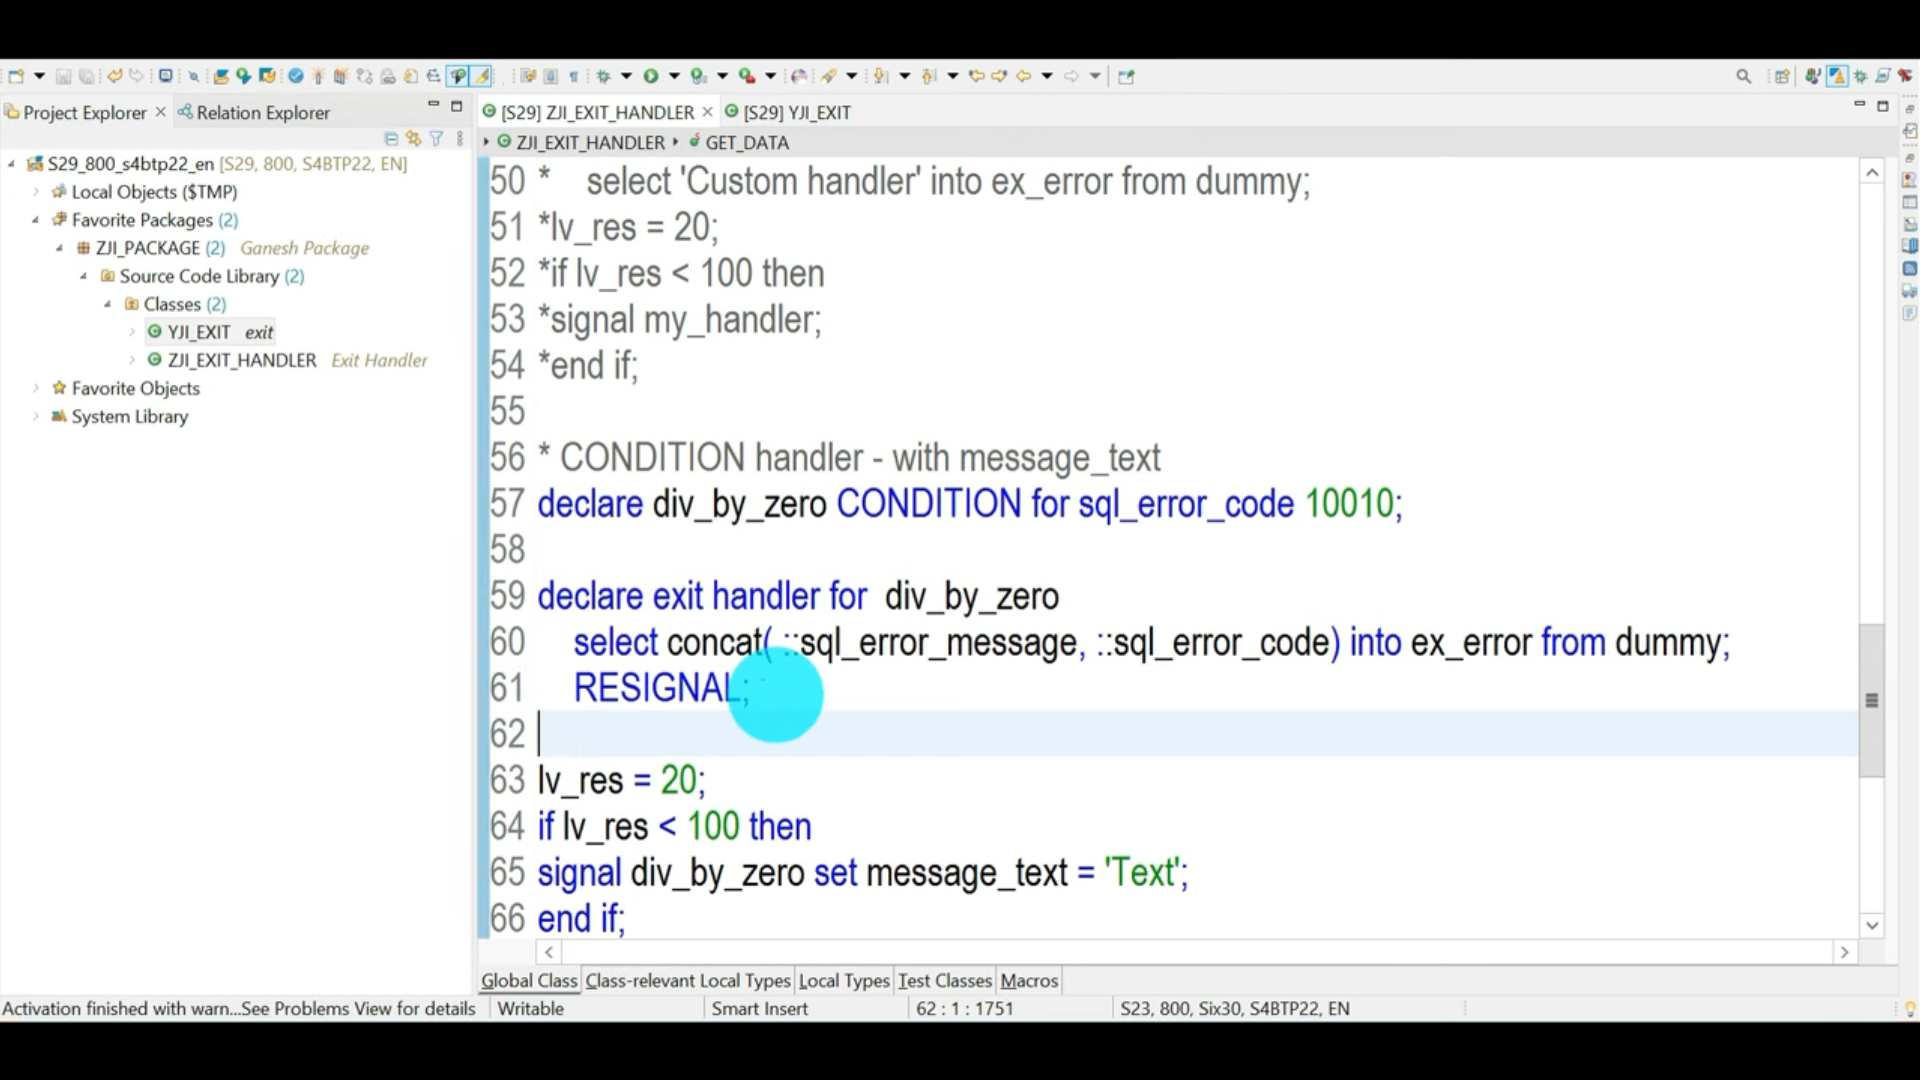 Project Explorer
Relation Explorer
[S29] ZJI_EXIT_HANDLER
[S29] YJI_EXIT
ZJI_EXIT_HANDLER
GET_DATA
S29_800_s4btp22_en [S29, 800, S4BTP22, EN]
Local Objects ($TMP)
Favorite Packages (2)
ZJI_PACKAGE (2) Ganesh Package
Source Code Library (2)
Classes (2)
YJI_EXIT exit
ZJI_EXIT_HANDLER Exit Handler
Favorite Objects
System Library
50 * select 'Custom handler' into ex_error from dummy;
51 *lv_res = 20;
52 *if lv_res < 100 then
53 *signal my_handler;
54 *end if;
55
56 * CONDITION handler - with message_text
57 declare div_by_zero CONDITION for sql_error_code 10010;
58
59 declare exit handler for div_by_zero
60 select concat( ::sql_error_message, ::sql_error_code) into ex_error from dummy;
61 RESIGNAL;
62
63 lv_res = 20;
64 if lv_res < 100 then
65 signal div_by_zero set message_text = 'Text';
66 end if;
Global Class
Class-relevant Local Types
Local Types
Test Classes
Macros
Activation finished with warn...See Problems View for details
Writable
Smart Insert
62 : 1 : 1751
S23, 800, Six30, S4BTP22, EN